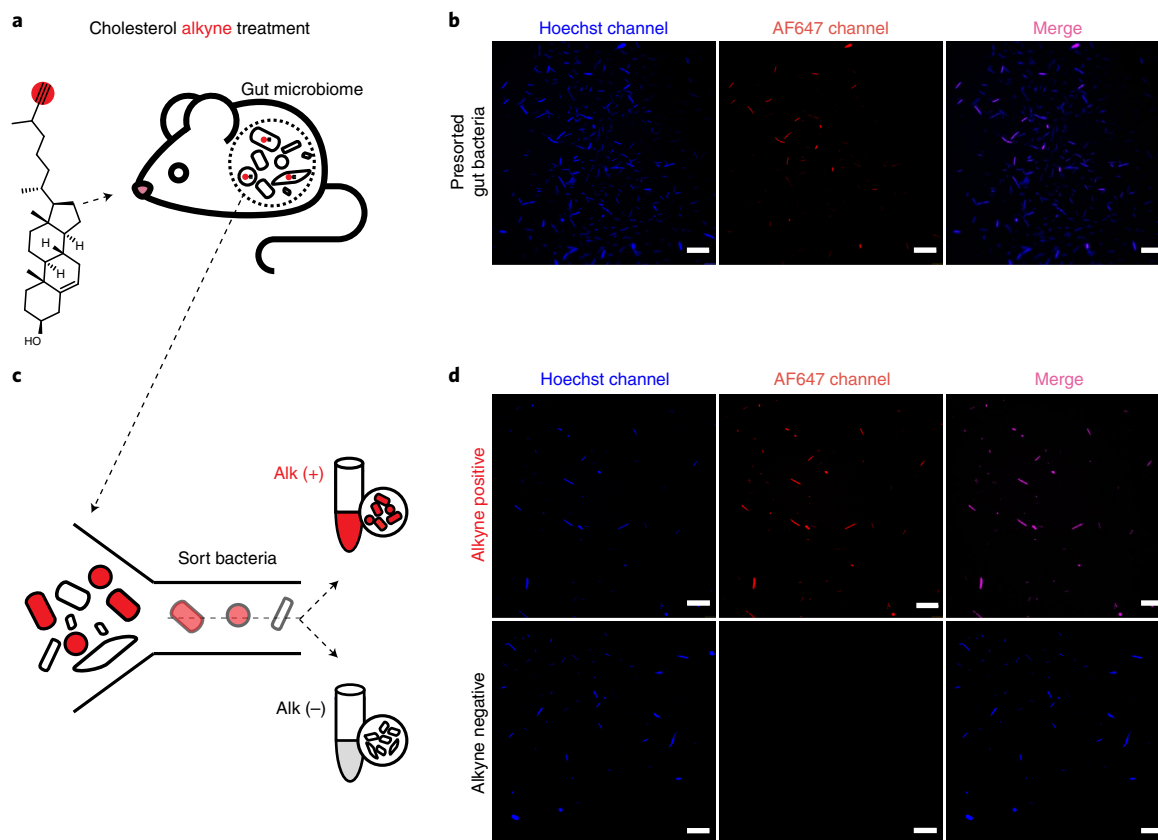 a
Cholesterol alkyne treatment
Gut microbiome
H
H
H
HO
b
Hoechst channel
AF647 channel
Merge
Presorted
gut bacteria
c
Sort bacteria
Alk (+)
Alk (–)
d
Hoechst channel
AF647 channel
Merge
Alkyne positive
Alkyne negative